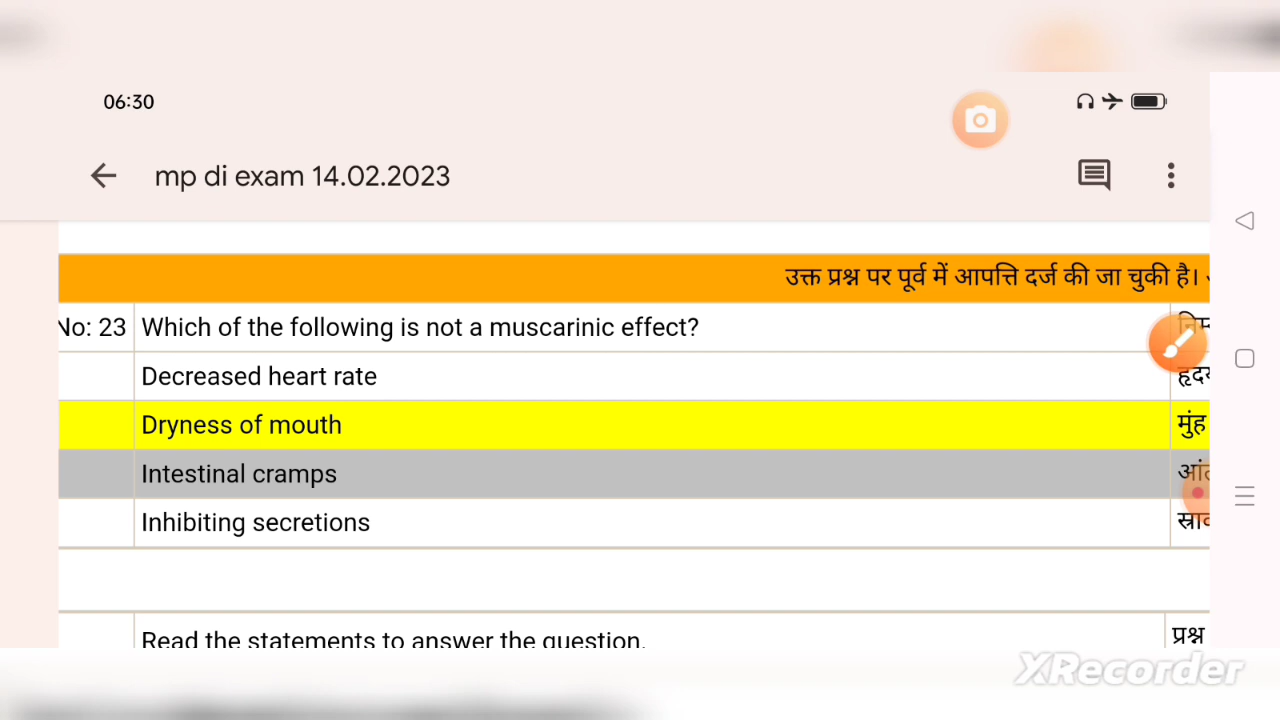 06:30
mp di exam 14.02.2023
उक्त प्रश्न पर पूर्व में आपत्ति दर्ज की जा चुकी है।
No: 23 Which of the following is not a muscarinic effect?
Decreased heart rate
Dryness of mouth मुंह
Intestinal cramps
Inhibiting secretions
Read the statements to answer the question. प्रश्न
XRecorder